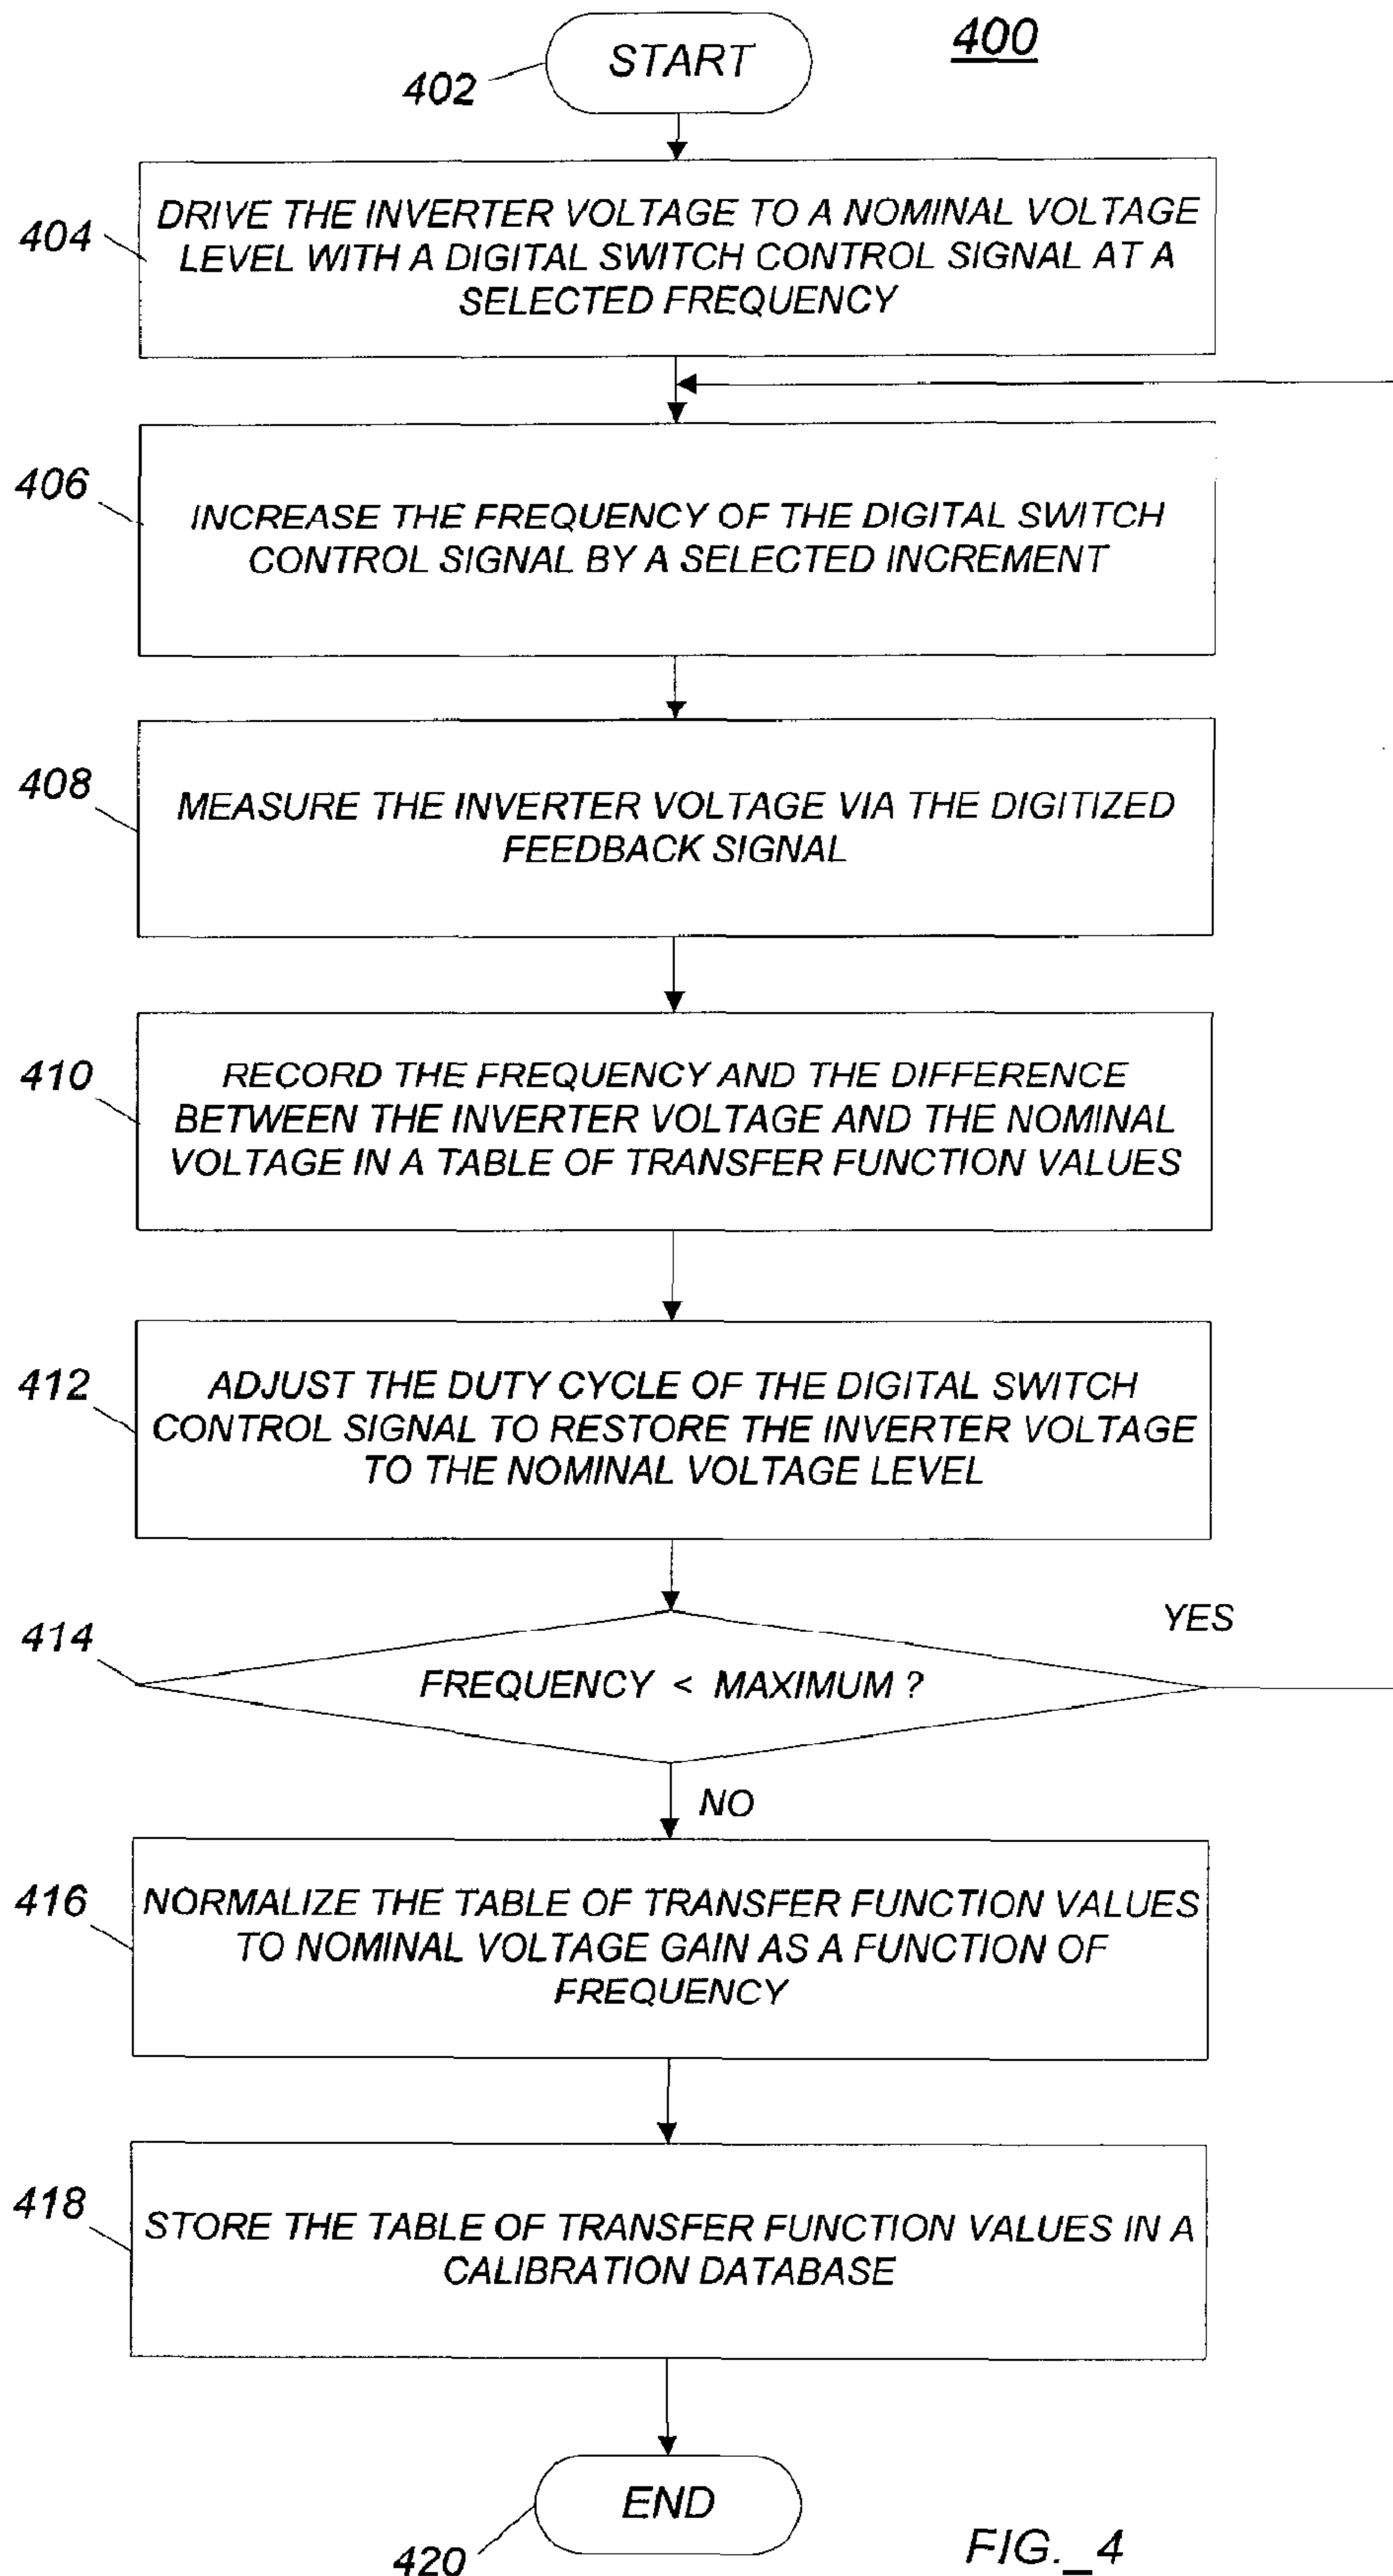 400
START
402
404
DRIVE THE INVERTER VOLTAGE TO A NOMINAL VOLTAGE
LEVEL WITH A DIGITAL SWITCH CONTROL SIGNAL AT A
SELECTED FREQUENCY
406
INCREASE THE FREQUENCY OF THE DIGITAL SWITCH
CONTROL SIGNAL BY A SELECTED INCREMENT
408
MEASURE THE INVERTER VOLTAGE VIA THE DIGITIZED
FEEDBACK SIGNAL
410
RECORD THE FREQUENCY AND THE DIFFERENCE
BETWEEN THE INVERTER VOLTAGE AND THE NOMINAL
VOLTAGE IN A TABLE OF TRANSFER FUNCTION VALUES
412
ADJUST THE DUTY CYCLE OF THE DIGITAL SWITCH
CONTROL SIGNAL TO RESTORE THE INVERTER VOLTAGE
TO THE NOMINAL VOLTAGE LEVEL
414
FREQUENCY < MAXIMUM ?
YES
NO
416
NORMALIZE THE TABLE OF TRANSFER FUNCTION VALUES
TO NOMINAL VOLTAGE GAIN AS A FUNCTION OF
FREQUENCY
418
STORE THE TABLE OF TRANSFER FUNCTION VALUES IN A
CALIBRATION DATABASE
END
420
FIG._4